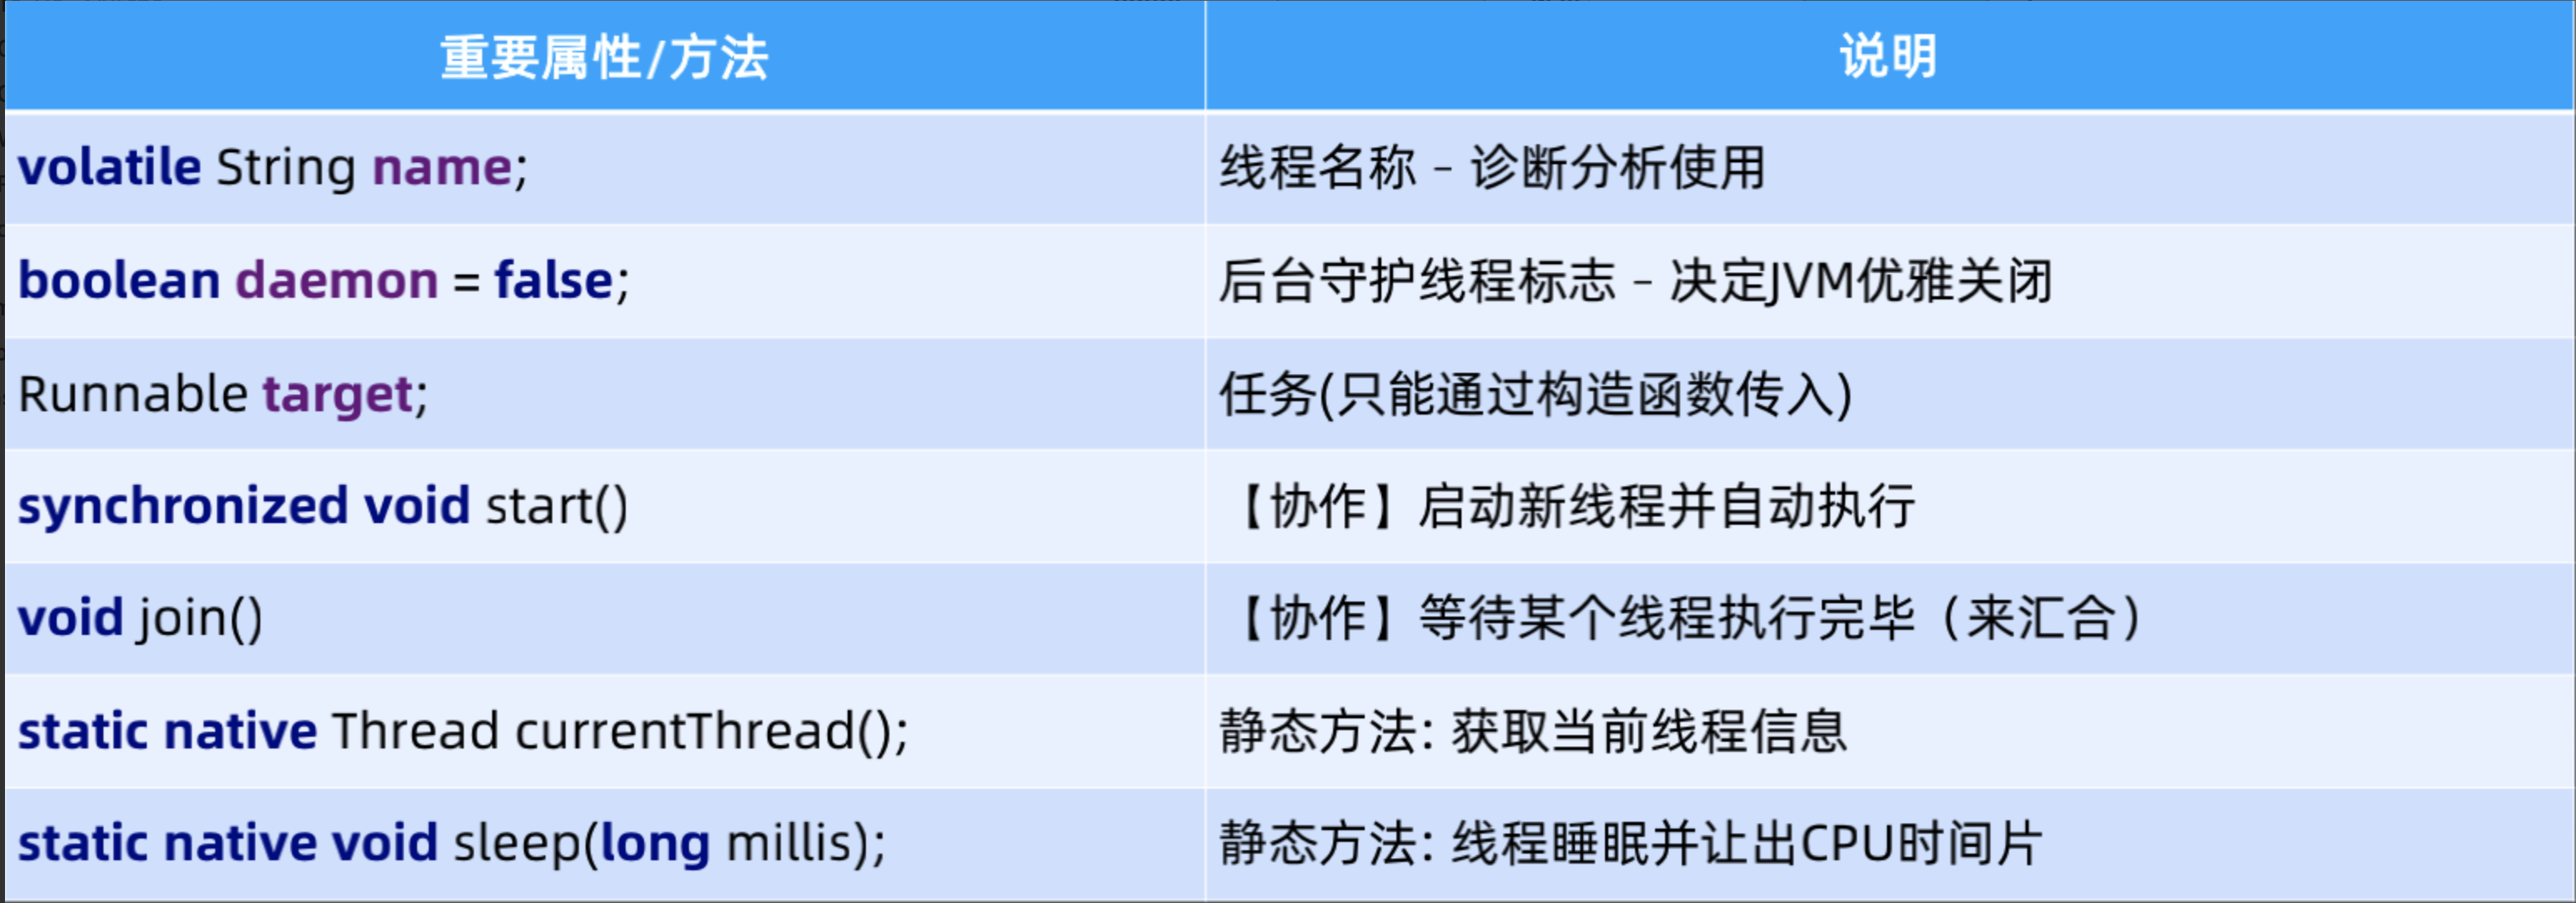 重要属性/方法 说明
volatile String name; 线程名称 – 诊断分析使用
boolean daemon = false; 后台守护线程标志 – 决定JVM优雅关闭
Runnable target; 任务(只能通过构造函数传入)
synchronized void start() 【协作】启动新线程并自动执行
void join() 【协作】等待某个线程执行完毕（来汇合）
static native Thread currentThread(); 静态方法: 获取当前线程信息
static native void sleep(long millis); 静态方法: 线程睡眠并让出CPU时间片